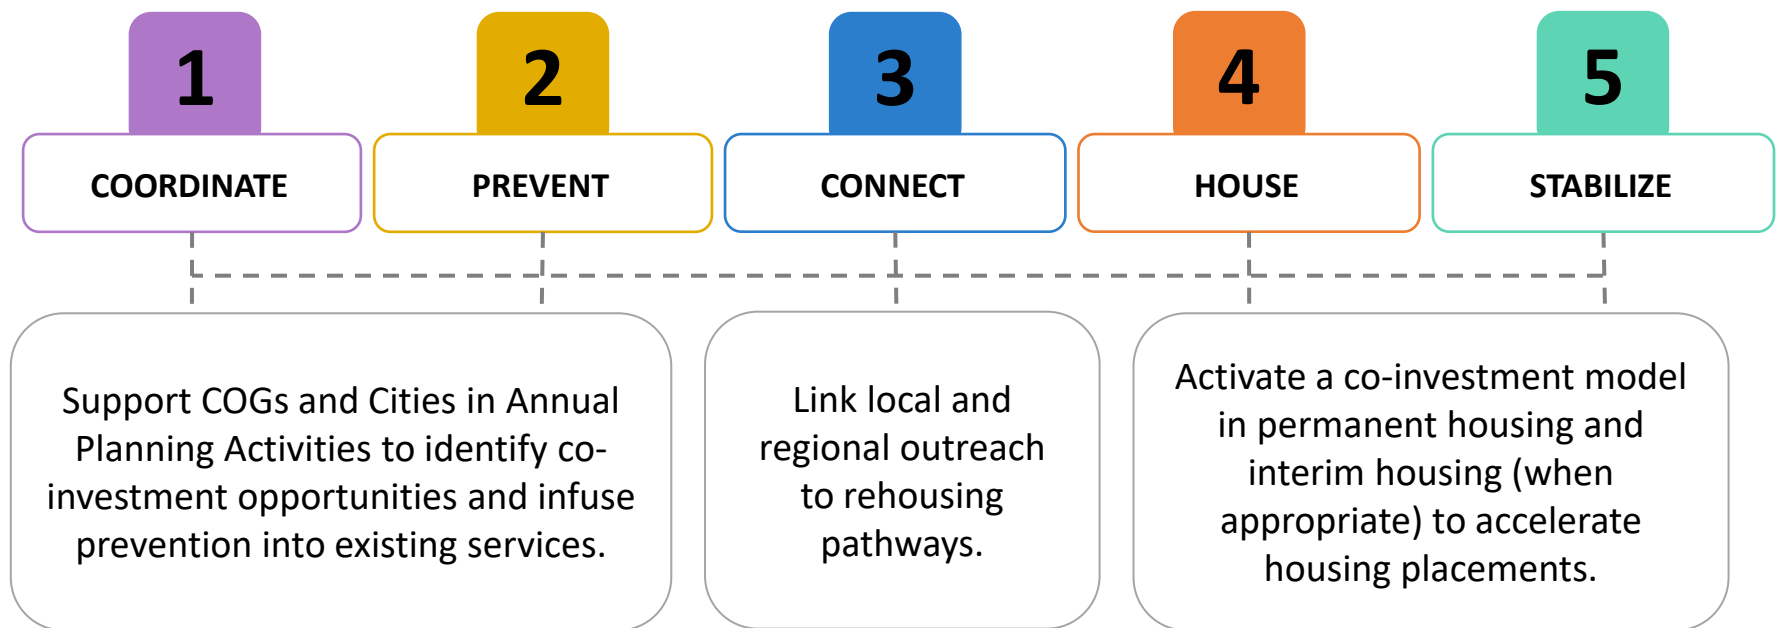 1
2
3
4
5
COORDINATE
PREVENT
CONNECT
HOUSE
STABILIZE
Support COGs and Cities in Annual
Planning Activities to identify co-
investment opportunities and infuse
prevention into existing services.
Link local and
regional outreach
to rehousing
pathways.
Activate a co-investment model
in permanent housing and
interim housing (when
appropriate) to accelerate
housing placements.